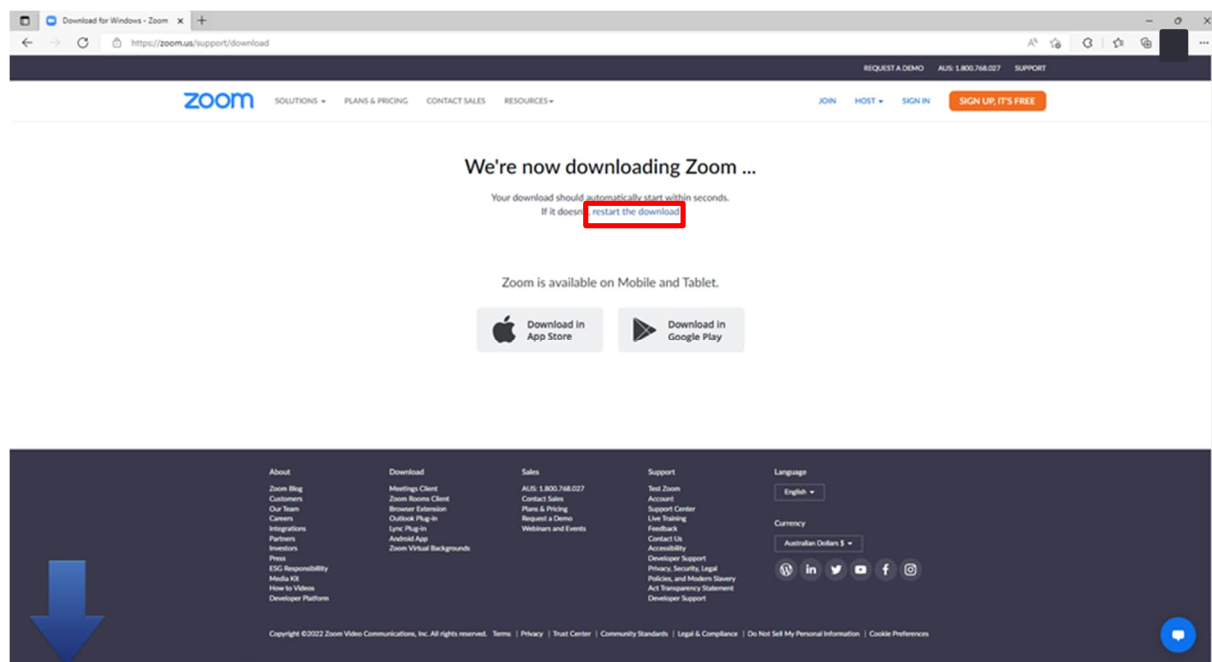 Download for Windows - Zoom
https://zoom.us/support/download
REQUEST A DEMO AUS: 1.800.768.027 SUPPORT
zoom SOLUTIONS PLANS & PRICING CONTACT SALES RESOURCES JOIN HOST SIGN IN SIGN UP, IT'S FREE
We're now downloading Zoom ...
Your download should automatically start within seconds.
If it doesn , restart the download
Zoom is available on Mobile and Tablet.
Download in
App Store
Download in
Google Play
About
Zoom Blog
Customers
Our Team
Careers
Integrations
Partners
Investors
Press
ESG Responsibility
Media Kit
How to Videos
Developer Platform
Download
Meetings Client
Zoom Rooms Client
Browser Extension
Outlook Plug-in
Lync Plug-in
Android App
Zoom Virtual Backgrounds
Sales
AUS: 1.800.768.027
Contact Sales
Plans & Pricing
Request a Demo
Webinars and Events
Support
Test Zoom
Account
Support Center
Live Training
Feedback
Contact Us
Accessibility
Developer Support
Privacy, Security, Legal
Policies, and Modern Slavery
Act Transparency Statement
Developer Support
Language
English
Currency
Australian Dollars $
Copyright ©2022 Zoom Video Communications, Inc. All rights reserved. Terms | Privacy | Trust Center | Community Standards | Legal & Compliance | Do Not Sell My Personal Information | Cookie Preferences